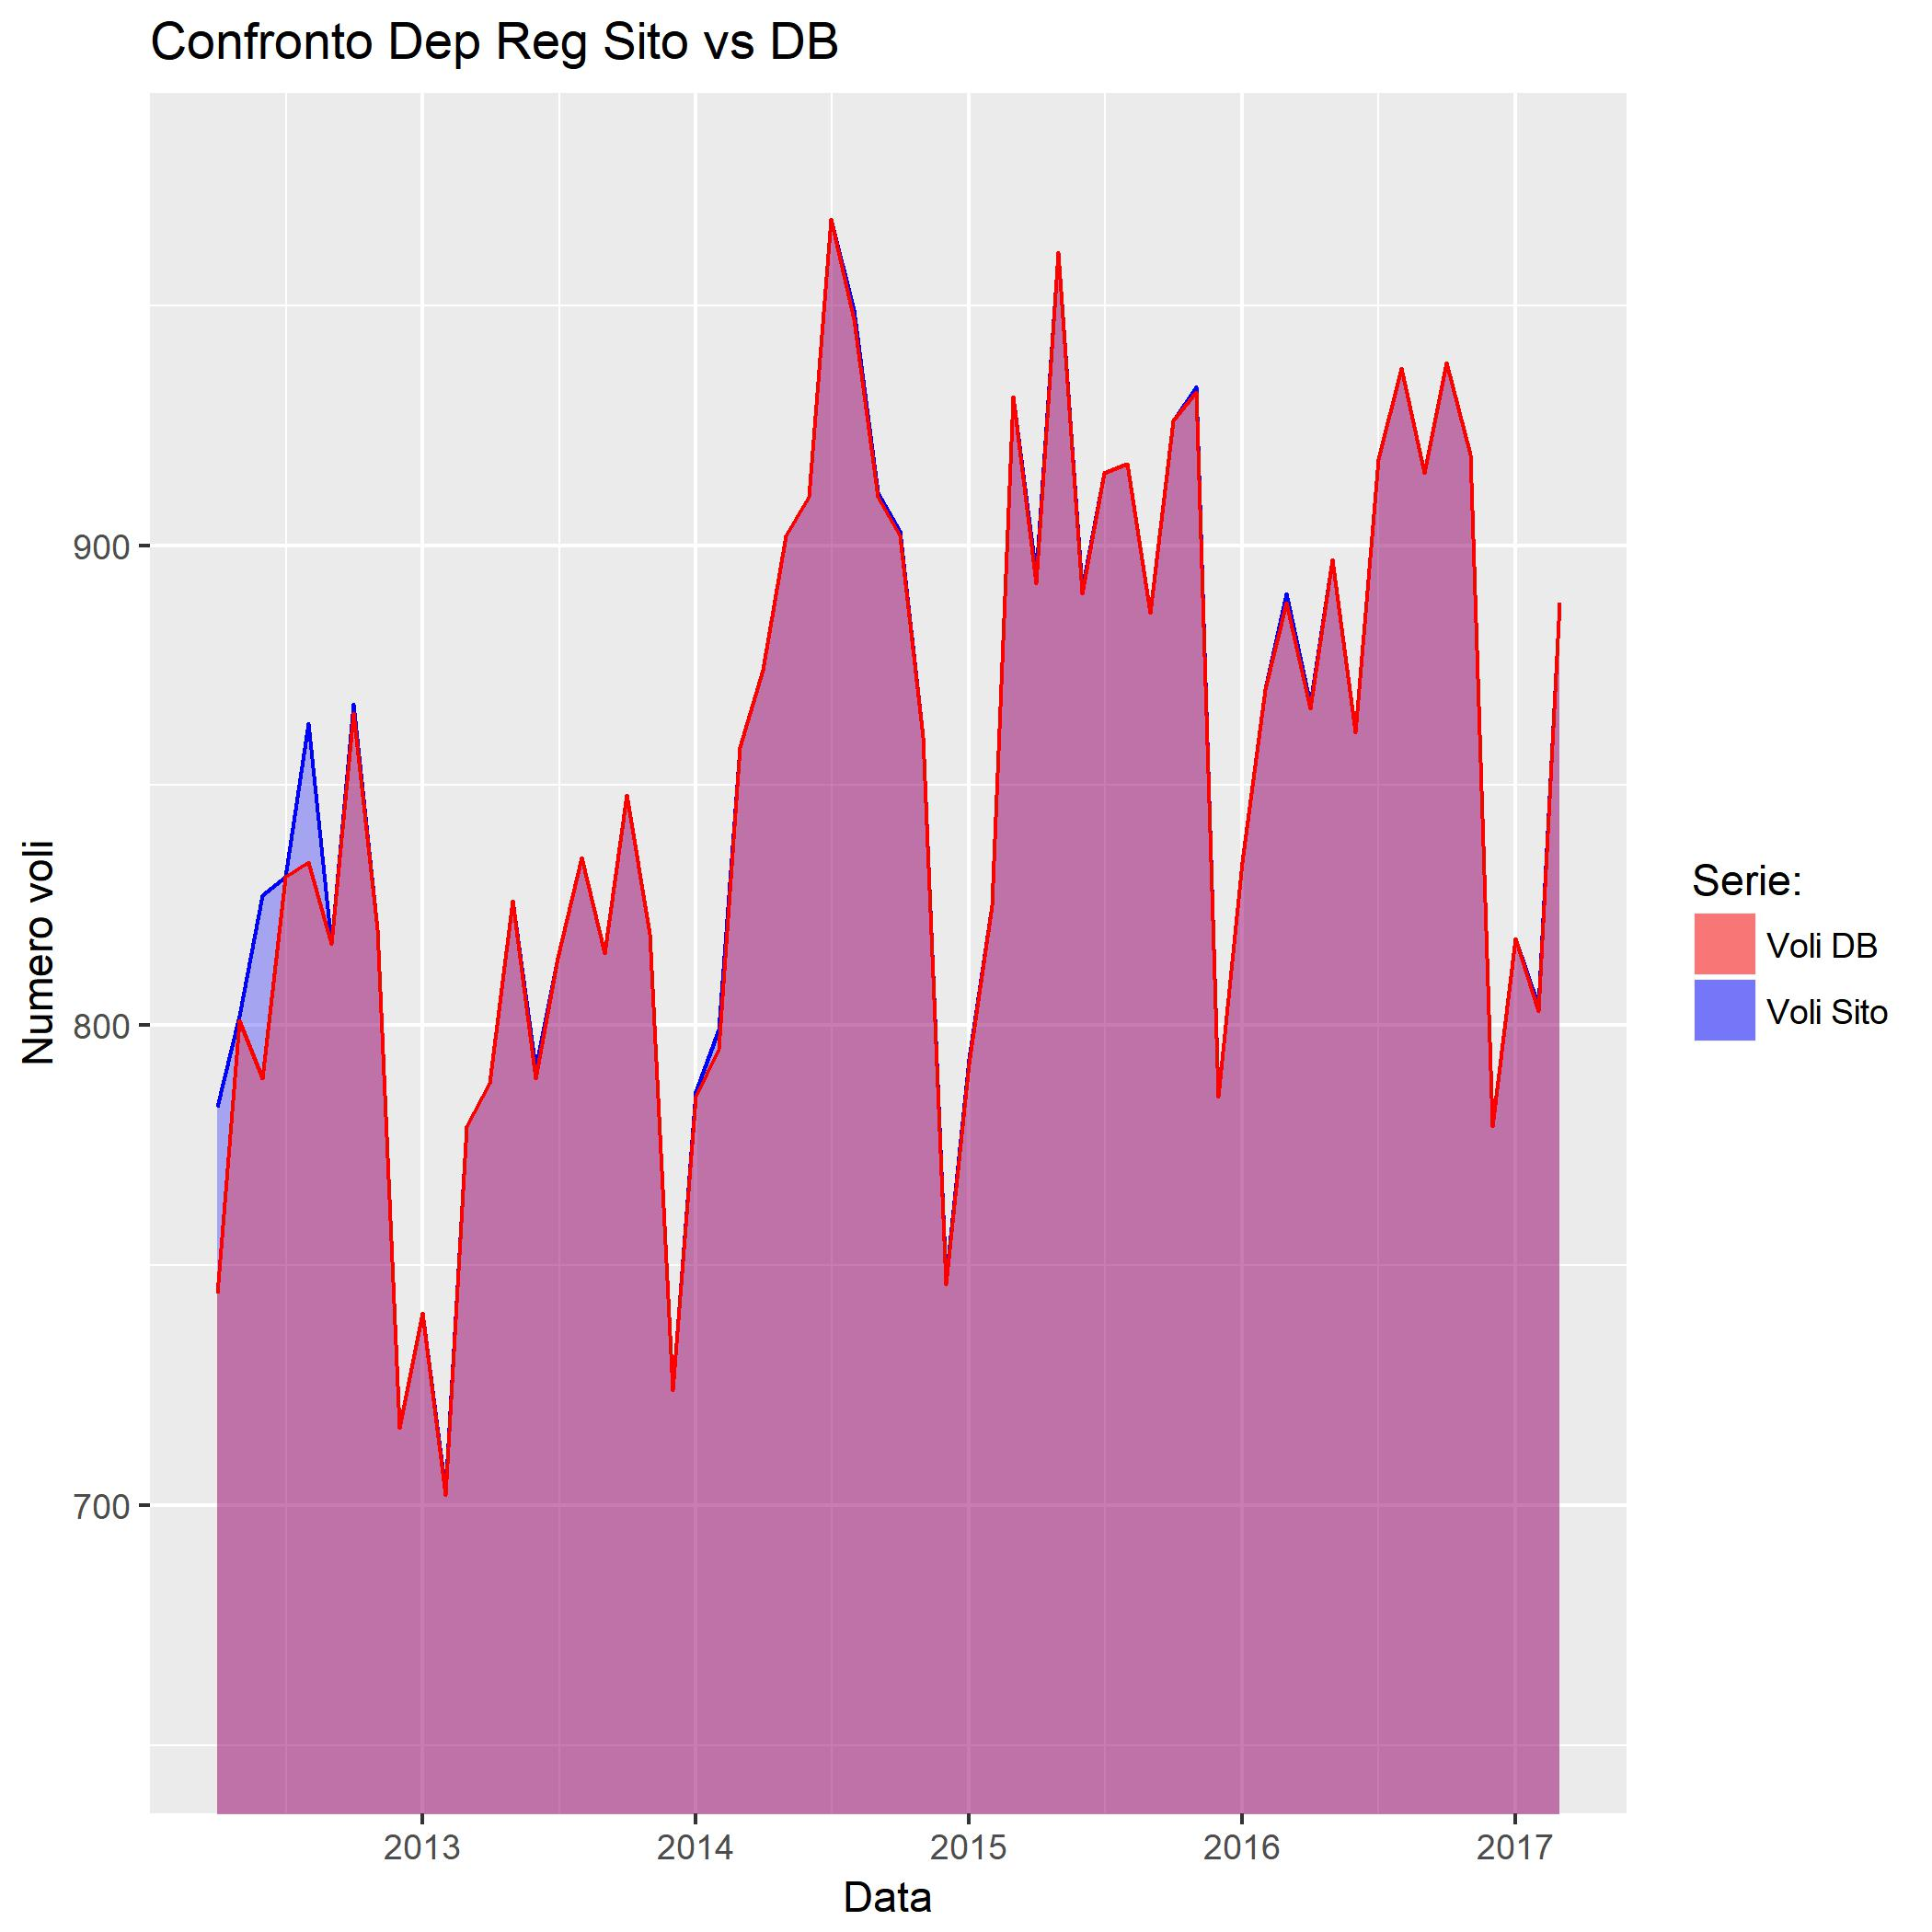 Confronto Dep Reg Sito vs DB
Numero voli
900
800
700
2013 2014 2015 2016 2017
Data
Serie:
Voli DB
Voli Sito